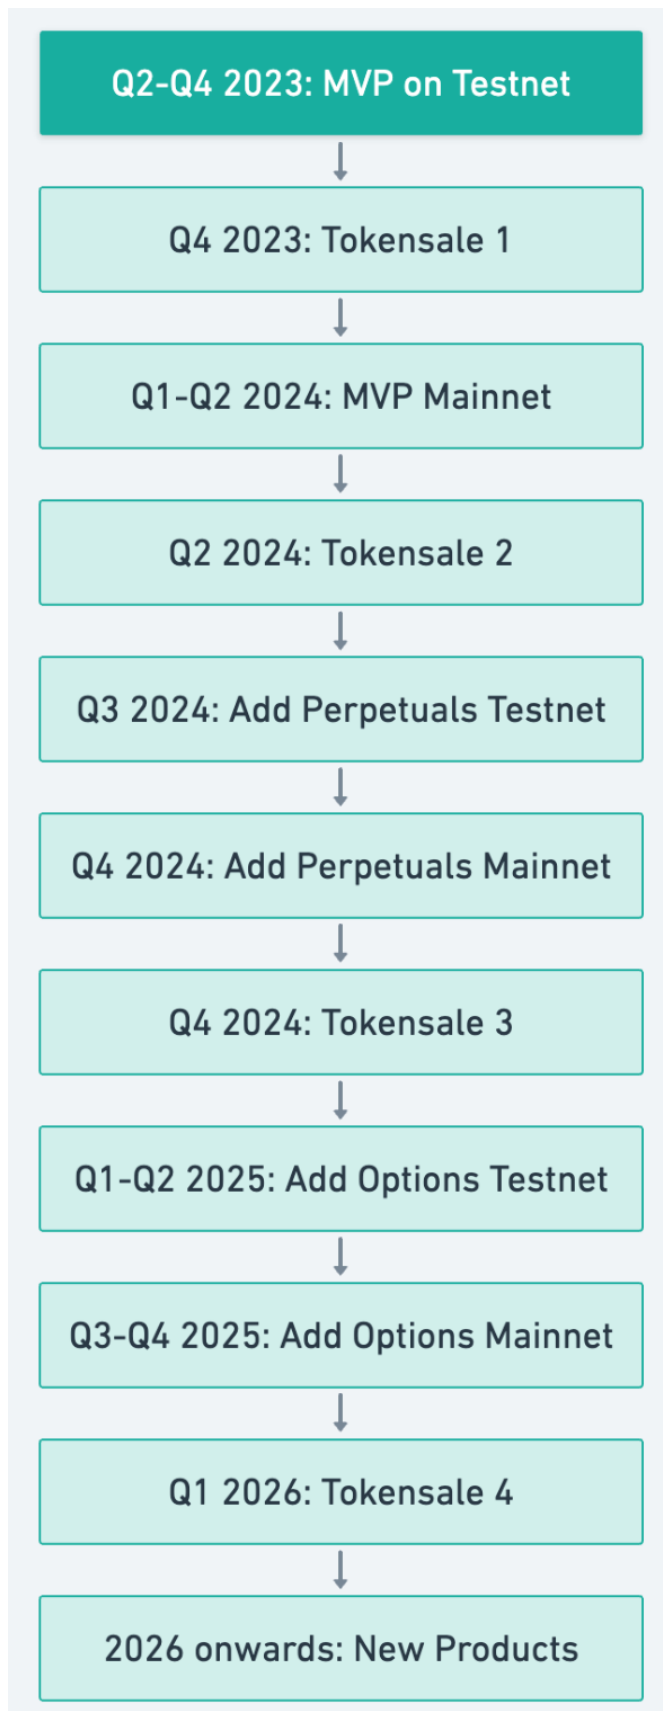 Q2-Q4 2023: MVP on Testnet
Q4 2023: Tokensale 1
Q1-Q2 2024: MVP Mainnet
Q2 2024: Tokensale 2
Q3 2024: Add Perpetuals Testnet
Q4 2024: Add Perpetuals Mainnet
Q4 2024: Tokensale 3
Q1-Q2 2025: Add Options Testnet
Q3-Q4 2025: Add Options Mainnet
Q1 2026: Tokensale 4
2026 onwards: New Products